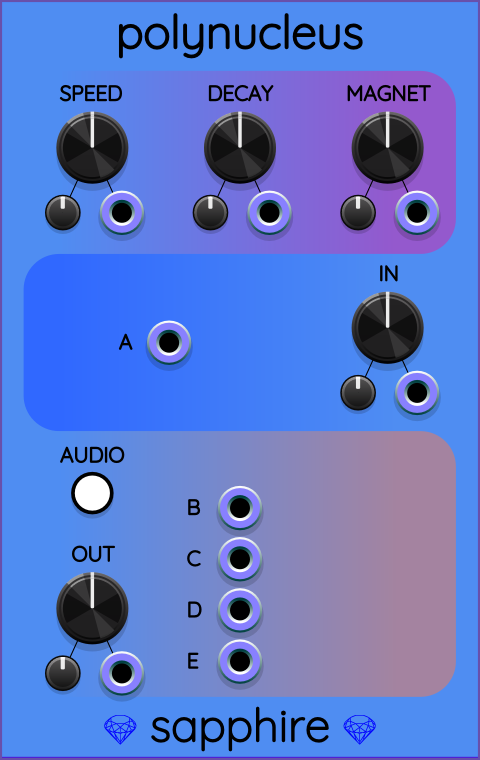 polynucleus
SPEED DECAY MAGNET
IN
A
AUDIO
B
C
OUT
D
E
sapphire